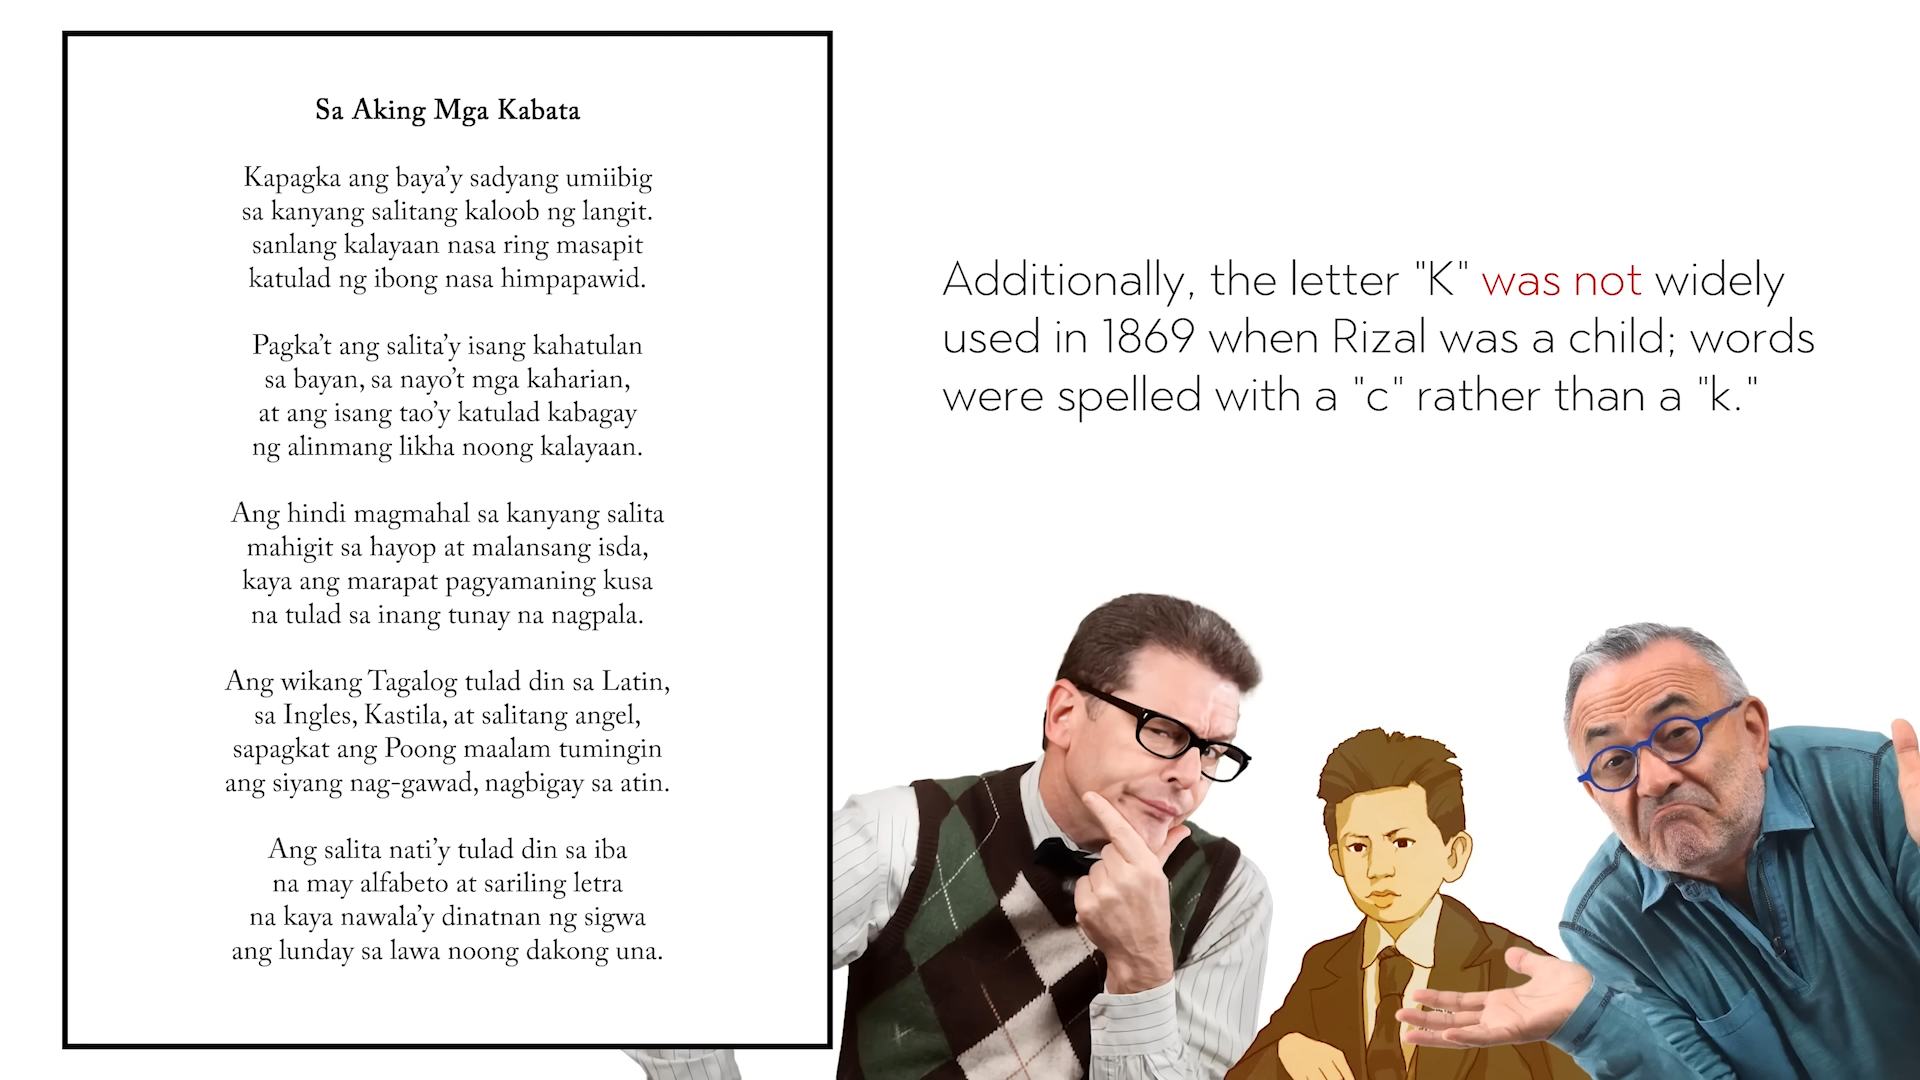 Sa Aking Mga Kabata
Kapagka ang baya’y sadyang umiibig
sa kanyang salitang kaloob ng langit.
sanlang kalayaan nasa ring masapit
katulad ng ibong nasa himpapawid.
Pagka’t ang salita’y isang kahatulan
sa bayan, sa nayo’t mga kaharian,
at ang isang tao’y katulad kabagay
ng alinmang likha noong kalayaan.
Ang hindi magmahal sa kanyang salita
mahigit sa hayop at malansang isda,
kaya ang marapat pagyamaning kusa
na tulad sa inang tunay na nagpala.
Ang wikang Tagalog tulad din sa Latin,
sa Ingles, Kastila, at salitang angel,
sapagkat ang Poong maalam tumingin
ang siyang nag-gawad, nagbigay sa atin.
Ang salita nati’y tulad din sa iba
na may alfabeto at sariling letra
na kaya nawala’y dinatnan ng sigwa
ang lunday sa lawa noong dakong una.
Additionally, the letter "K" was not widely
used in 1869 when Rizal was a child; words
were spelled with a "c" rather than a "k."